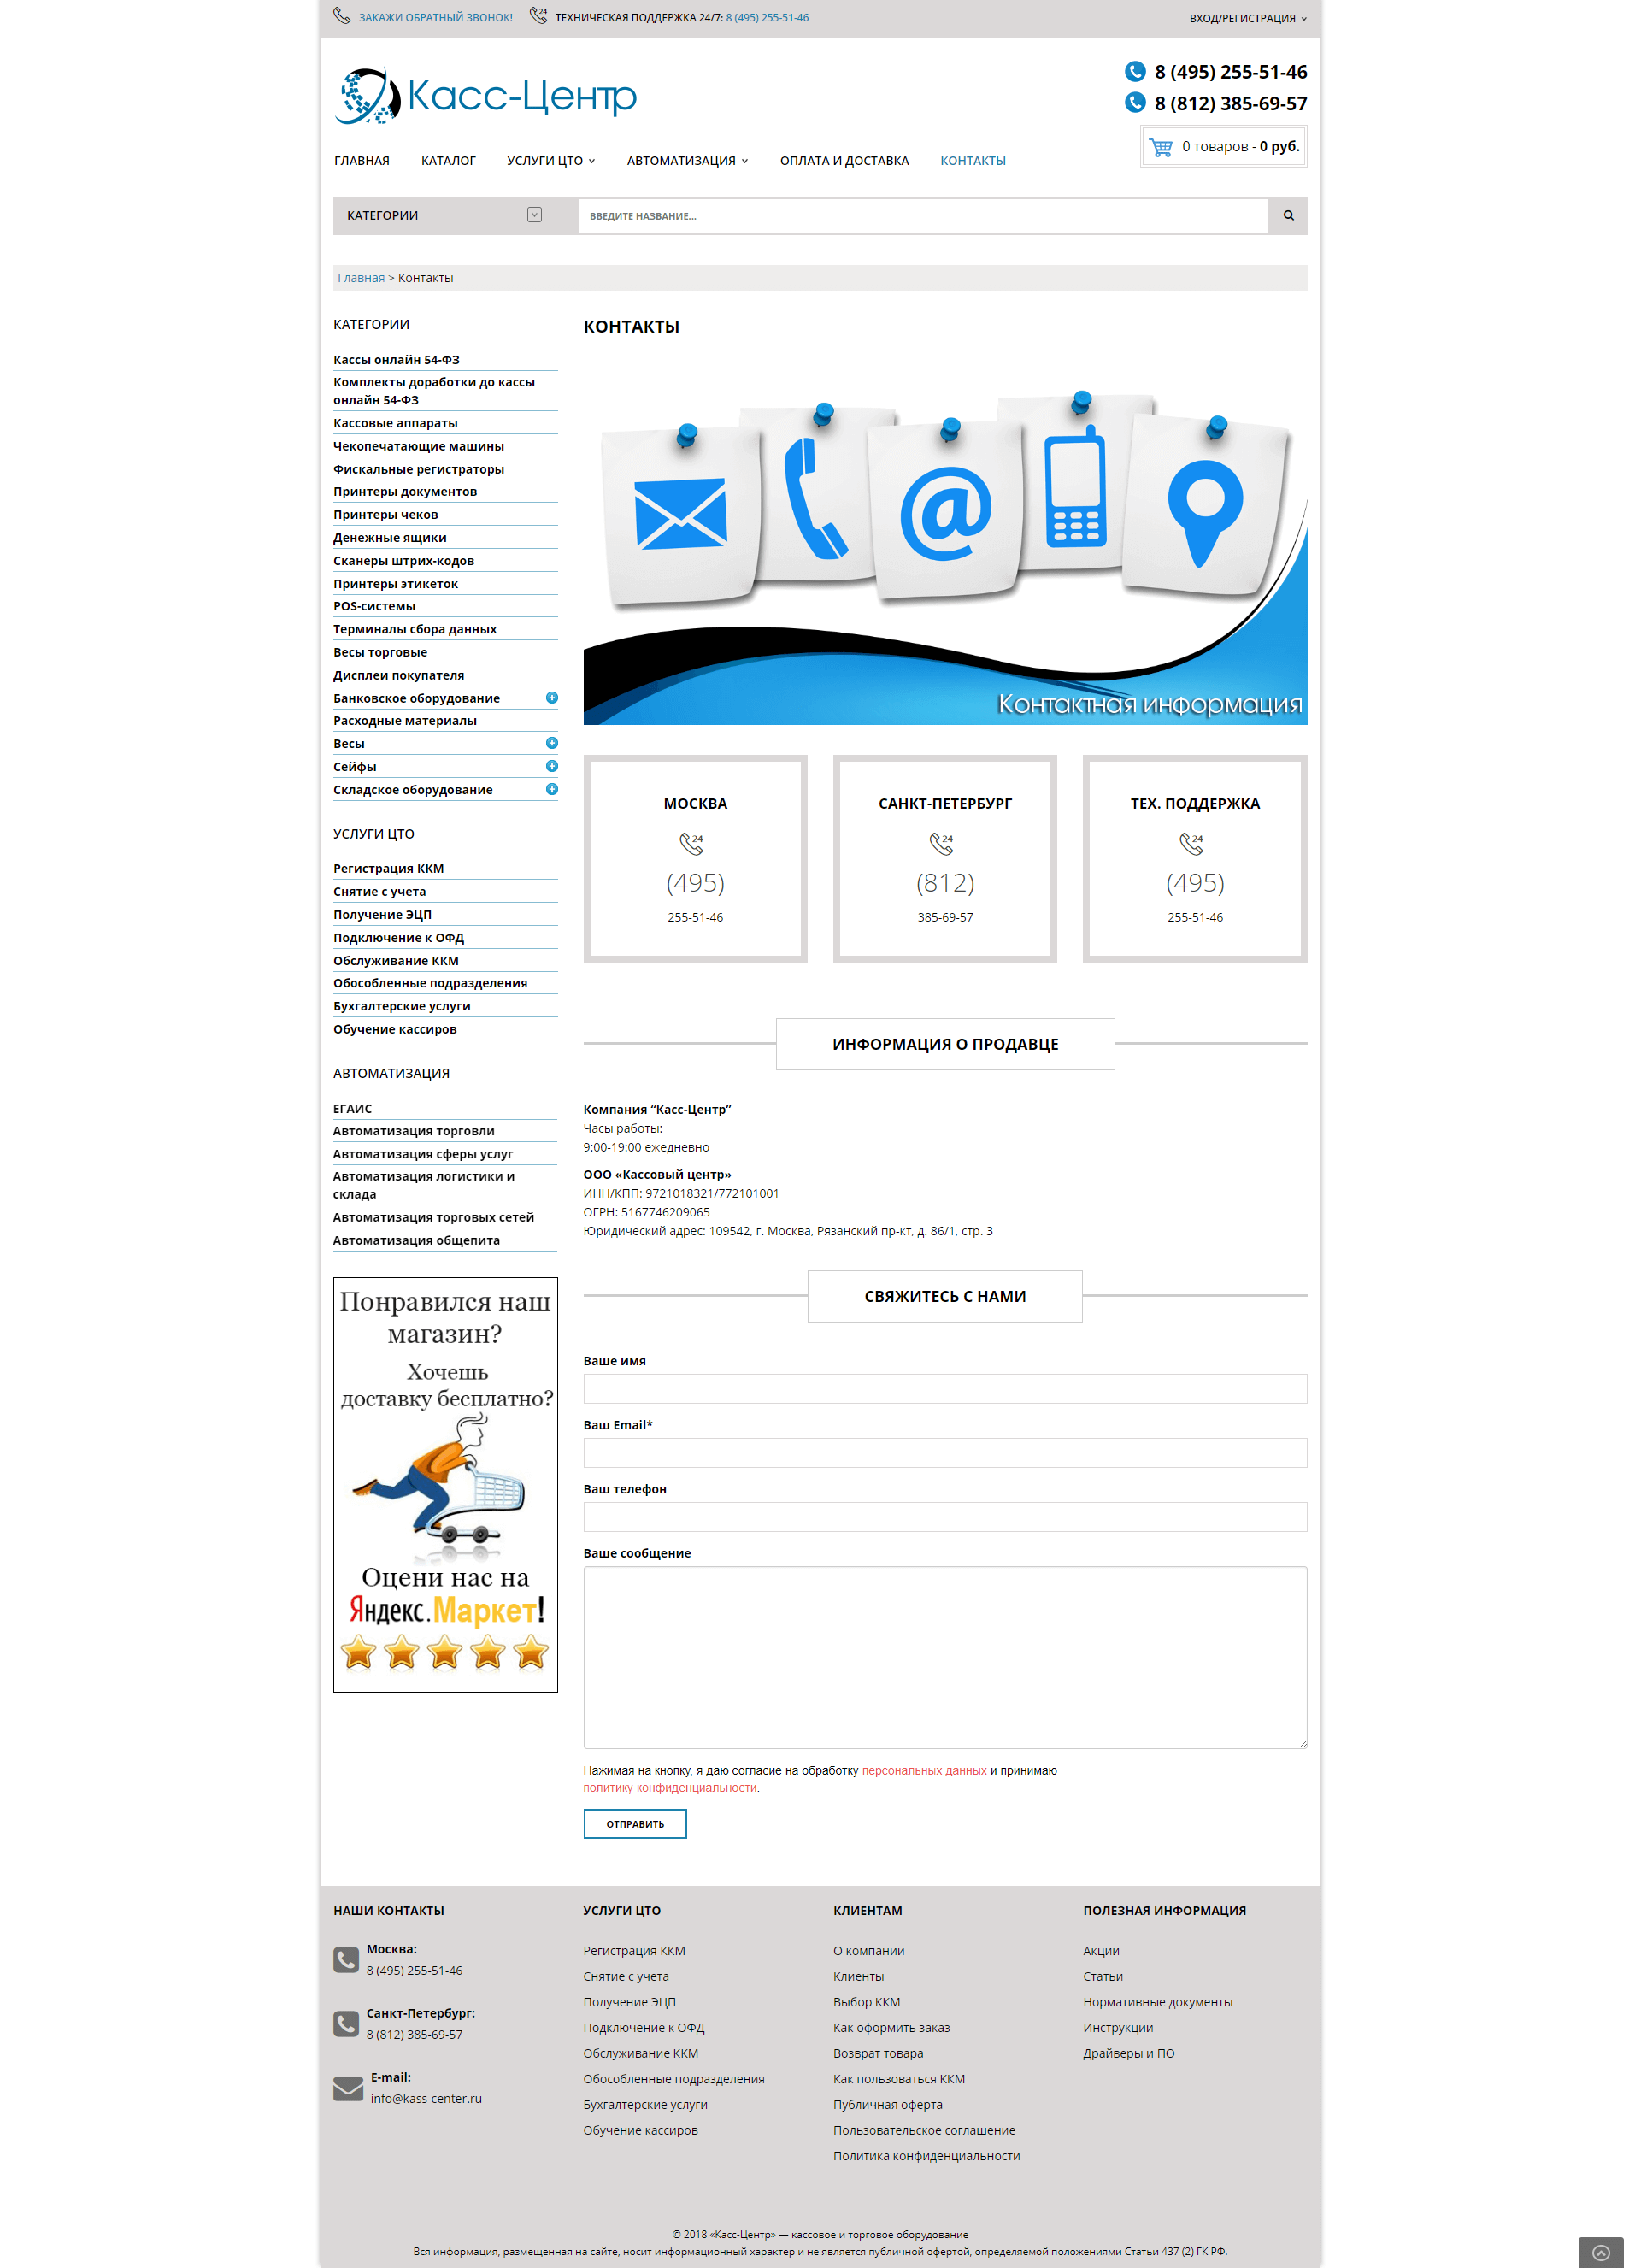 ЗАКАЖИ ОБРАТНЫЙ ЗВОНОК! ТЕХНИЧЕСКАЯ ПОДДЕРЖКА 24/7: 8 (495) 255-51-46 ВХОД/РЕГИСТРАЦИЯ
Касс-Центр
8 (495) 255-51-46
8 (812) 385-69-57
0 товаров - 0 руб.
ГЛАВНАЯ КАТАЛОГ УСЛУГИ ЦТО АВТОМАТИЗАЦИЯ ОПЛАТА И ДОСТАВКА КОНТАКТЫ
КАТЕГОРИИ ВВЕДИТЕ НАЗВАНИЕ...
Главная > Контакты
КАТЕГОРИИ
Кассы онлайн 54-ФЗ
Комплекты доработки до кассы
онлайн 54-ФЗ
Кассовые аппараты
Чекопечатающие машины
Фискальные регистраторы
Принтеры документов
Принтеры чеков
Денежные ящики
Сканеры штрих-кодов
Принтеры этикеток
POS-системы
Терминалы сбора данных
Весы торговые
Дисплеи покупателя
Банковское оборудование
Расходные материалы
Весы
Сейфы
Складское оборудование
УСЛУГИ ЦТО
Регистрация ККМ
Снятие с учета
Получение ЭЦП
Подключение к ОФД
Обслуживание ККМ
Обособленные подразделения
Бухгалтерские услуги
Обучение кассиров
АВТОМАТИЗАЦИЯ
ЕГАИС
Автоматизация торговли
Автоматизация сферы услуг
Автоматизация логистики и
склада
Автоматизация торговых сетей
Автоматизация общепита
Понравился наш
магазин?
Хочешь
доставку бесплатно?
Оцени нас на
Яндекс.Маркет!
КОНТАКТЫ
@
Контактная информация
МОСКВА
24
(495)
255-51-46
САНКТ-ПЕТЕРБУРГ
24
(812)
385-69-57
ТЕХ. ПОДДЕРЖКА
24
(495)
255-51-46
ИНФОРМАЦИЯ О ПРОДАВЦЕ
Компания “Касс-Центр”
Часы работы:
9:00-19:00 ежедневно
ООО «Кассовый центр»
ИНН/КПП: 9721018321/772101001
ОГРН: 5167746209065
Юридический адрес: 109542, г. Москва, Рязанский пр-кт, д. 86/1, стр. 3
СВЯЖИТЕСЬ С НАМИ
Ваше имя
Ваш Email*
Ваш телефон
Ваше сообщение
Нажимая на кнопку, я даю согласие на обработку персональных данных и принимаю
политику конфиденциальности.
ОТПРАВИТЬ
НАШИ КОНТАКТЫ
Москва:
8 (495) 255-51-46
Санкт-Петербург:
8 (812) 385-69-57
E-mail:
info@kass-center.ru
УСЛУГИ ЦТО
Регистрация ККМ
Снятие с учета
Получение ЭЦП
Подключение к ОФД
Обслуживание ККМ
Обособленные подразделения
Бухгалтерские услуги
Обучение кассиров
КЛИЕНТАМ
О компании
Клиенты
Выбор ККМ
Как оформить заказ
Возврат товара
Как пользоваться ККМ
Публичная оферта
Пользовательское соглашение
Политика конфиденциальности
ПОЛЕЗНАЯ ИНФОРМАЦИЯ
Акции
Статьи
Нормативные документы
Инструкции
Драйверы и ПО
© 2018 «Касс-Центр» — кассовое и торговое оборудование
Вся информация, размещенная на сайте, носит информационный характер и не является публичной офертой, определяемой положениями Статьи 437 (2) ГК РФ.